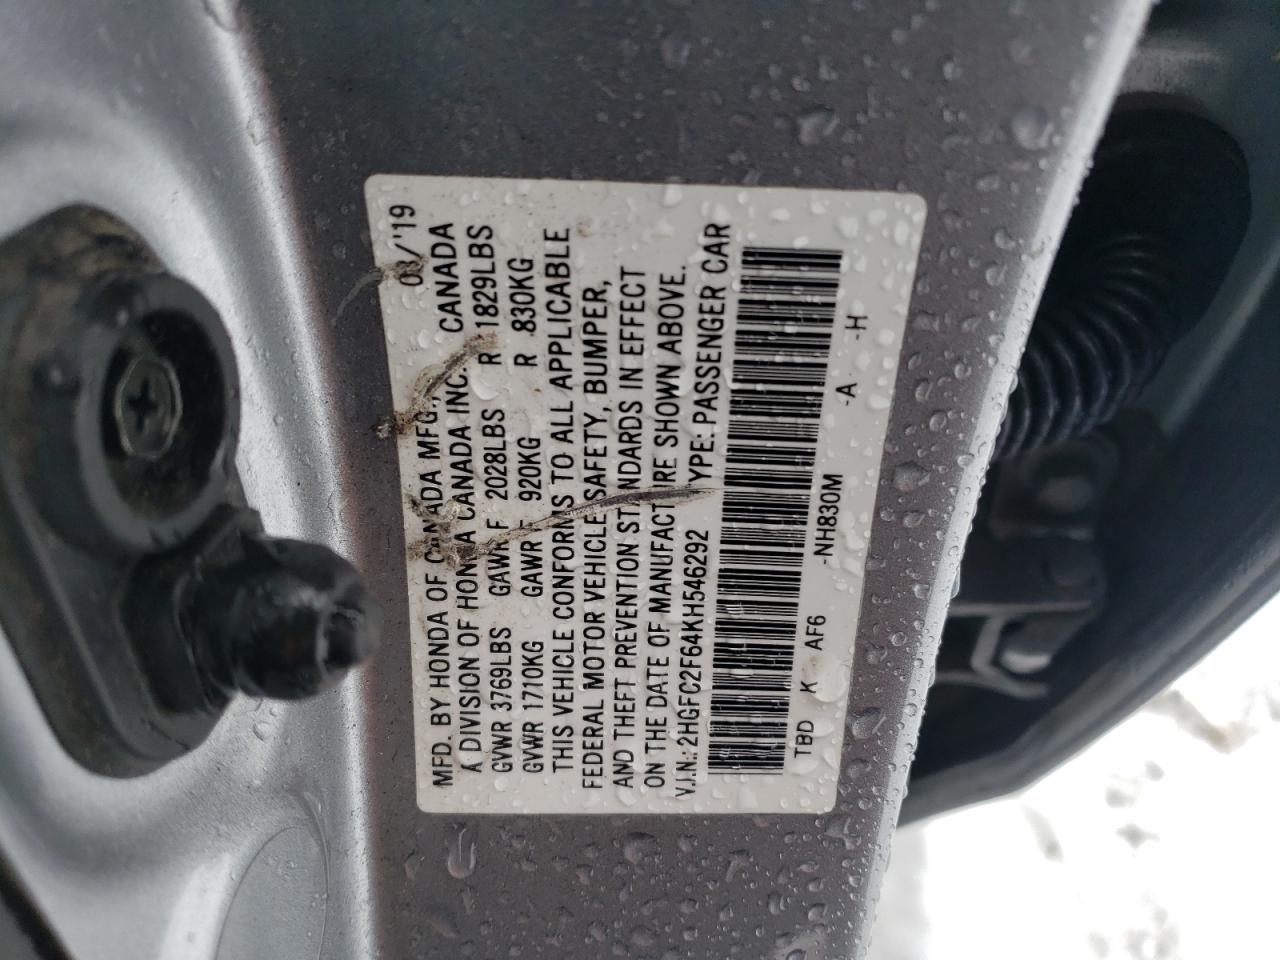 MFD. BY HONDA OF CANADA MFG., /'19
A DIVISION OF HONDA CANADA INC. CANADA
GVWR 3769LBS GAWR F 2028LBS R 1829LBS
GVWR 1710KG GAWR F 920KG R 830KG
THIS VEHICLE CONFORMS TO ALL APPLICABLE
FEDERAL MOTOR VEHICLE SAFETY, BUMPER,
AND THEFT PREVENTION STANDARDS IN EFFECT
ON THE DATE OF MANUFACTURE SHOWN ABOVE.
V.I.N.: 2HGFC2F64KH546292 TYPE: PASSENGER CAR
TBD K AF6 -NH830M -A -H